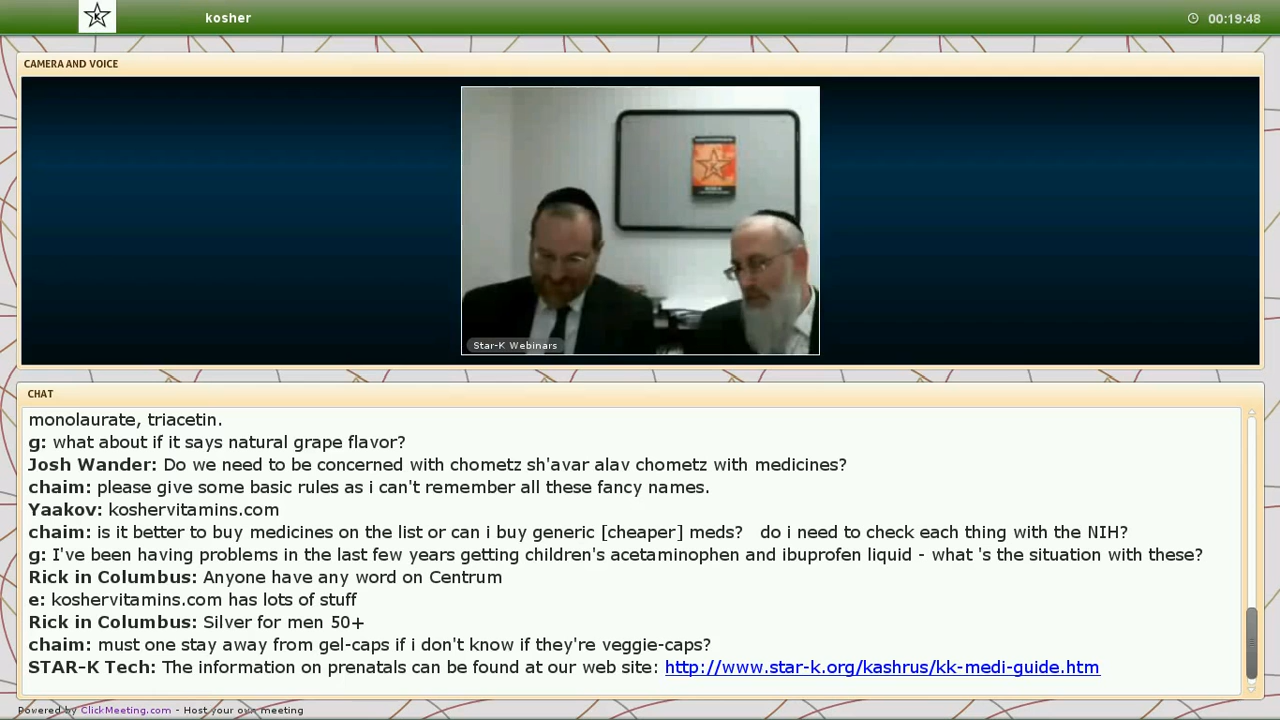 K
kosher
00:19:48
CAMERA AND VOICE
K
Star-K Webinars
CHAT
monolaurate, triacetin.
g: what about if it says natural grape flavor?
Josh Wander: Do we need to be concerned with chometz sh'avar alav chometz with medicines?
chaim: please give some basic rules as i can't remember all these fancy names.
Yaakov: koshervitamins.com
chaim: is it better to buy medicines on the list or can i buy generic [cheaper] meds? do i need to check each thing with the NIH?
g: I've been having problems in the last few years getting children's acetaminophen and ibuprofen liquid - what 's the situation with these?
Rick in Columbus: Anyone have any word on Centrum
e: koshervitamins.com has lots of stuff
Rick in Columbus: Silver for men 50+
chaim: must one stay away from gel-caps if i don't know if they're veggie-caps?
STAR-K Tech: The information on prenatals can be found at our web site: http://www.star-k.org/kashrus/kk-medi-guide.htm
Powered by ClickMeeting.com - Host your own meeting